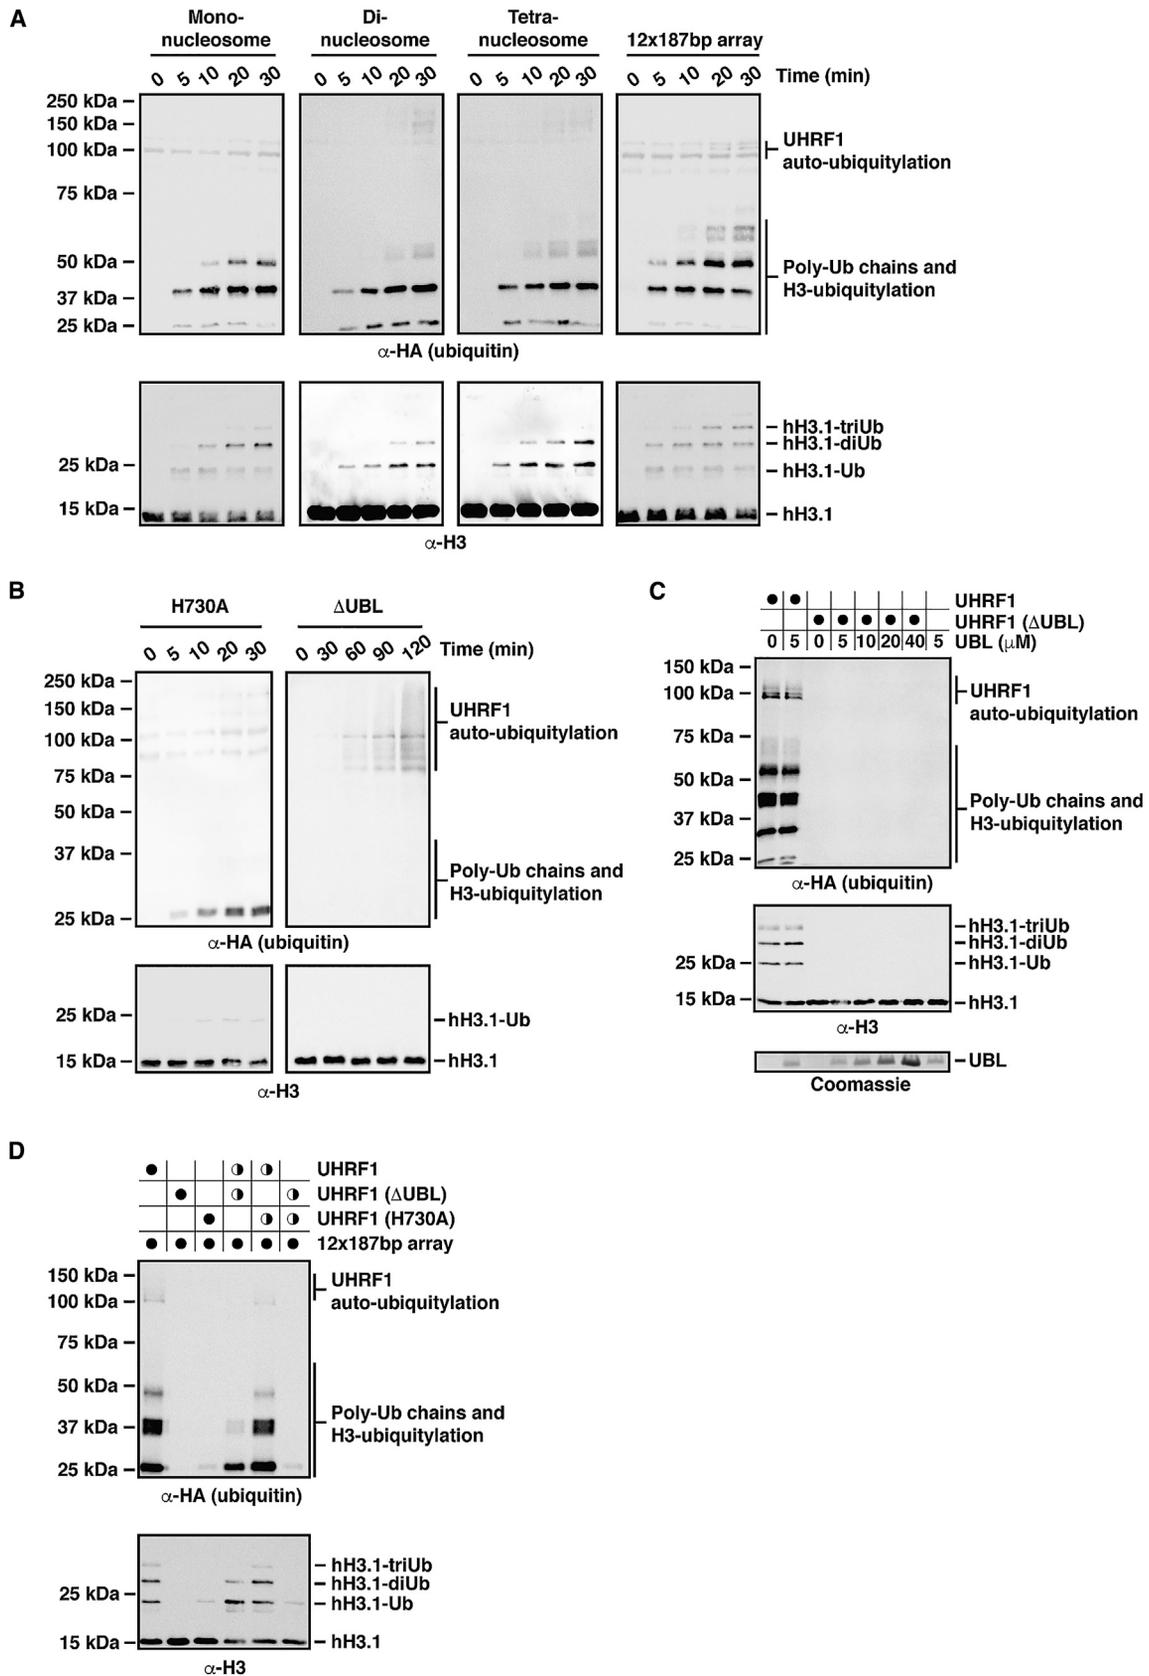 A
Mono-
nucleosome
Di-
nucleosome
Tetra-
nucleosome
12x187bp array
0 5 10 20 30 0 5 10 20 30 0 5 10 20 30 0 5 10 20 30 Time (min)
250 kDa
150 kDa
100 kDa
75 kDa
50 kDa
37 kDa
25 kDa
UHRF1
auto-ubiquitylation
Poly-Ub chains and
H3-ubiquitylation
α-HA (ubiquitin)
25 kDa
15 kDa
hH3.1-triUb
hH3.1-diUb
hH3.1-Ub
hH3.1
α-H3
B
H730A
ΔUBL
0 5 10 20 30 0 30 60 90 120 Time (min)
250 kDa
150 kDa
100 kDa
75 kDa
50 kDa
37 kDa
25 kDa
UHRF1
auto-ubiquitylation
Poly-Ub chains and
H3-ubiquitylation
α-HA (ubiquitin)
25 kDa
15 kDa
hH3.1-Ub
hH3.1
α-H3
C
UHRF1
UHRF1 (ΔUBL)
0 5 0 5 10 20 40 5 UBL (μM)
150 kDa
100 kDa
75 kDa
50 kDa
37 kDa
25 kDa
UHRF1
auto-ubiquitylation
Poly-Ub chains and
H3-ubiquitylation
α-HA (ubiquitin)
25 kDa
15 kDa
hH3.1-triUb
hH3.1-diUb
hH3.1-Ub
hH3.1
α-H3
UBL
Coomassie
D
UHRF1
UHRF1 (ΔUBL)
UHRF1 (H730A)
12x187bp array
150 kDa
100 kDa
75 kDa
50 kDa
37 kDa
25 kDa
UHRF1
auto-ubiquitylation
Poly-Ub chains and
H3-ubiquitylation
α-HA (ubiquitin)
25 kDa
15 kDa
hH3.1-triUb
hH3.1-diUb
hH3.1-Ub
hH3.1
α-H3